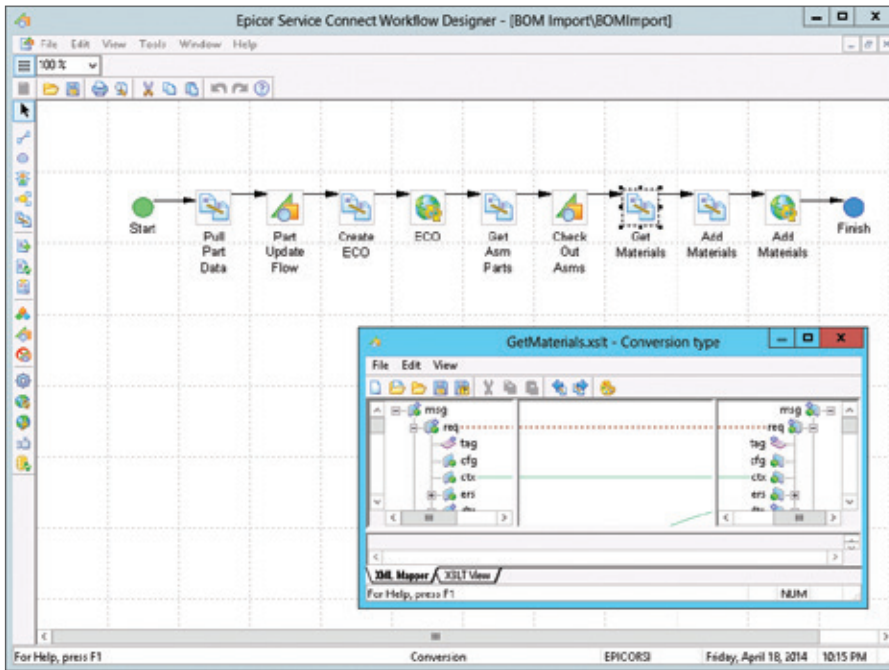 Epicor Service Connect Workflow Designer - [BOM Import\BOMImport]
File Edit View Tools Window Help
100 %
Start
Pull Part Data
Part Update Flow
Create ECO
ECO
Get Asm Parts
Check Out Asms
Get Materials
Add Materials
Add Materials
Finish
GetMaterials.xslt - Conversion type
File Edit View
msg msg
req req
tag tag
cfg cfg
ctx ctx
ers ers
XML Mapper XSLT View
For Help, press F1 NUM
For Help, press F1 Conversion EPICORSI Friday, April 18, 2014 10:15 PM